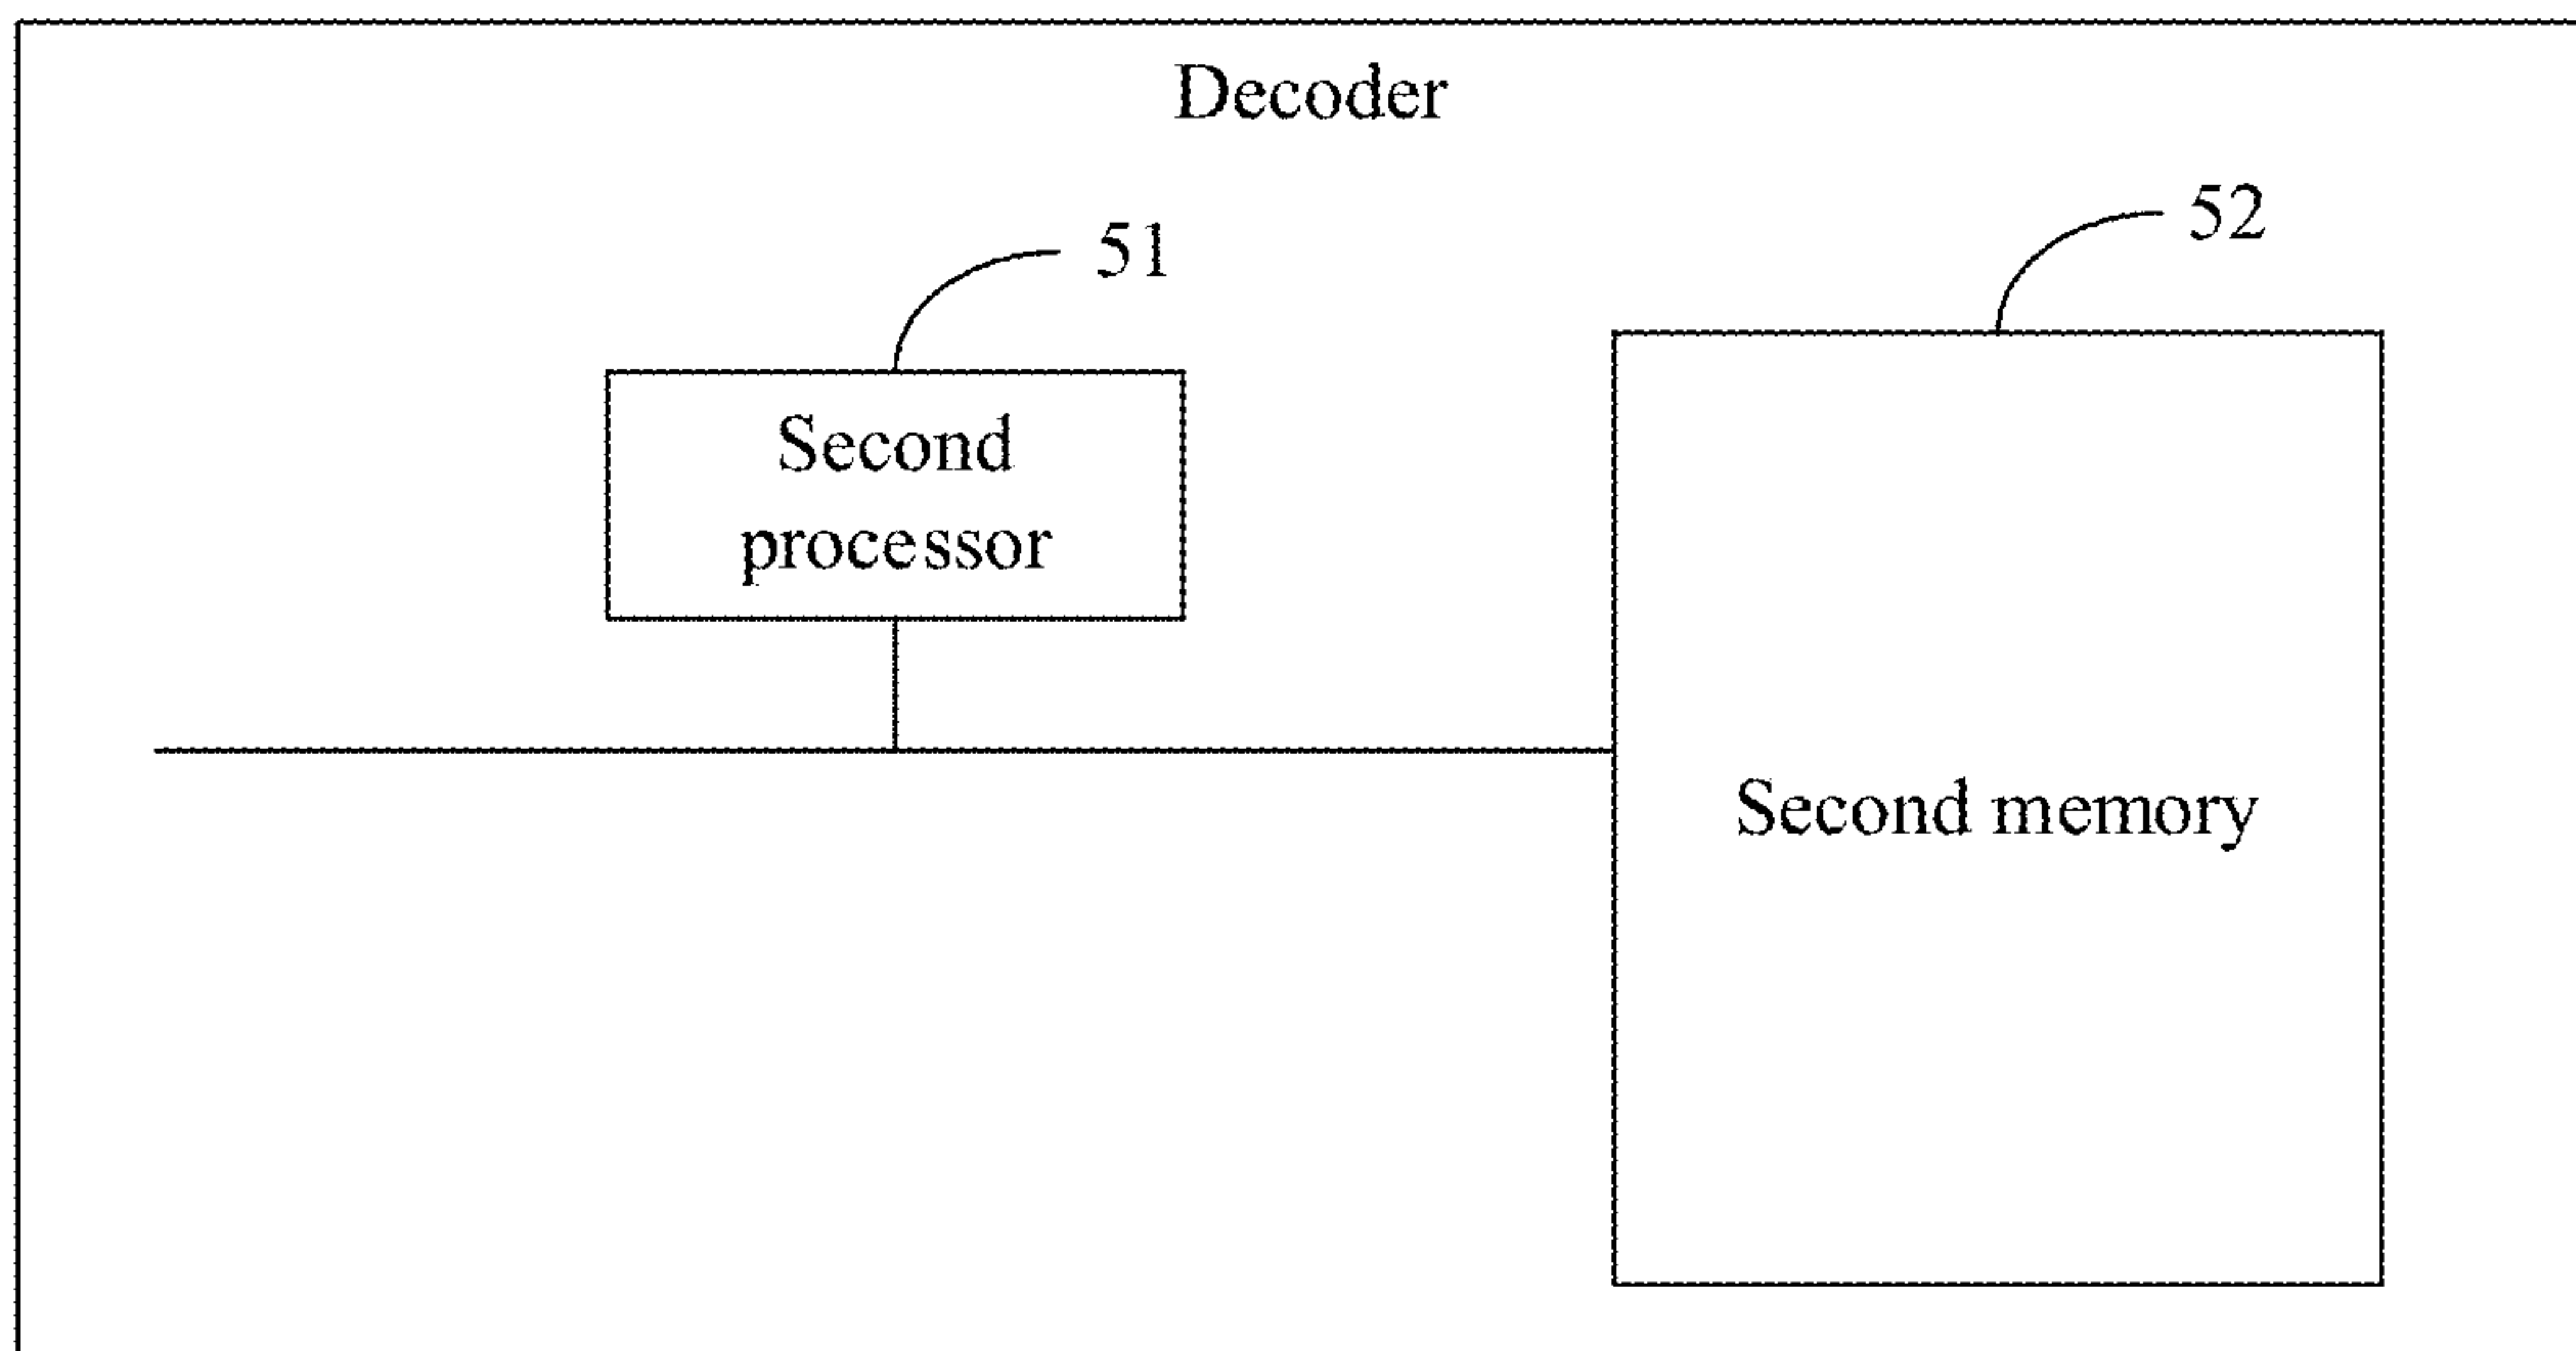 Decoder
51
52
Second
processor
Second memory